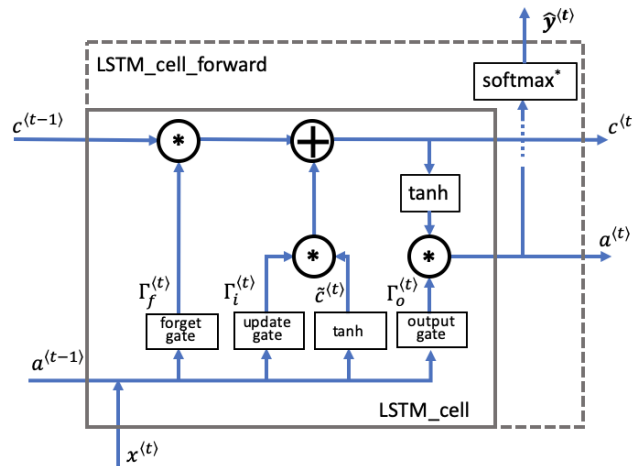 ŷ⟨t⟩
LSTM_cell_forward
softmax*
c⟨t−1⟩
*
+
c⟨t
tanh
*
*
a⟨t⟩
Γf⟨t⟩
Γi⟨t⟩
c̃⟨t⟩
Γo⟨t⟩
forget
gate
update
gate
tanh
output
gate
a⟨t−1⟩
LSTM_cell
x⟨t⟩